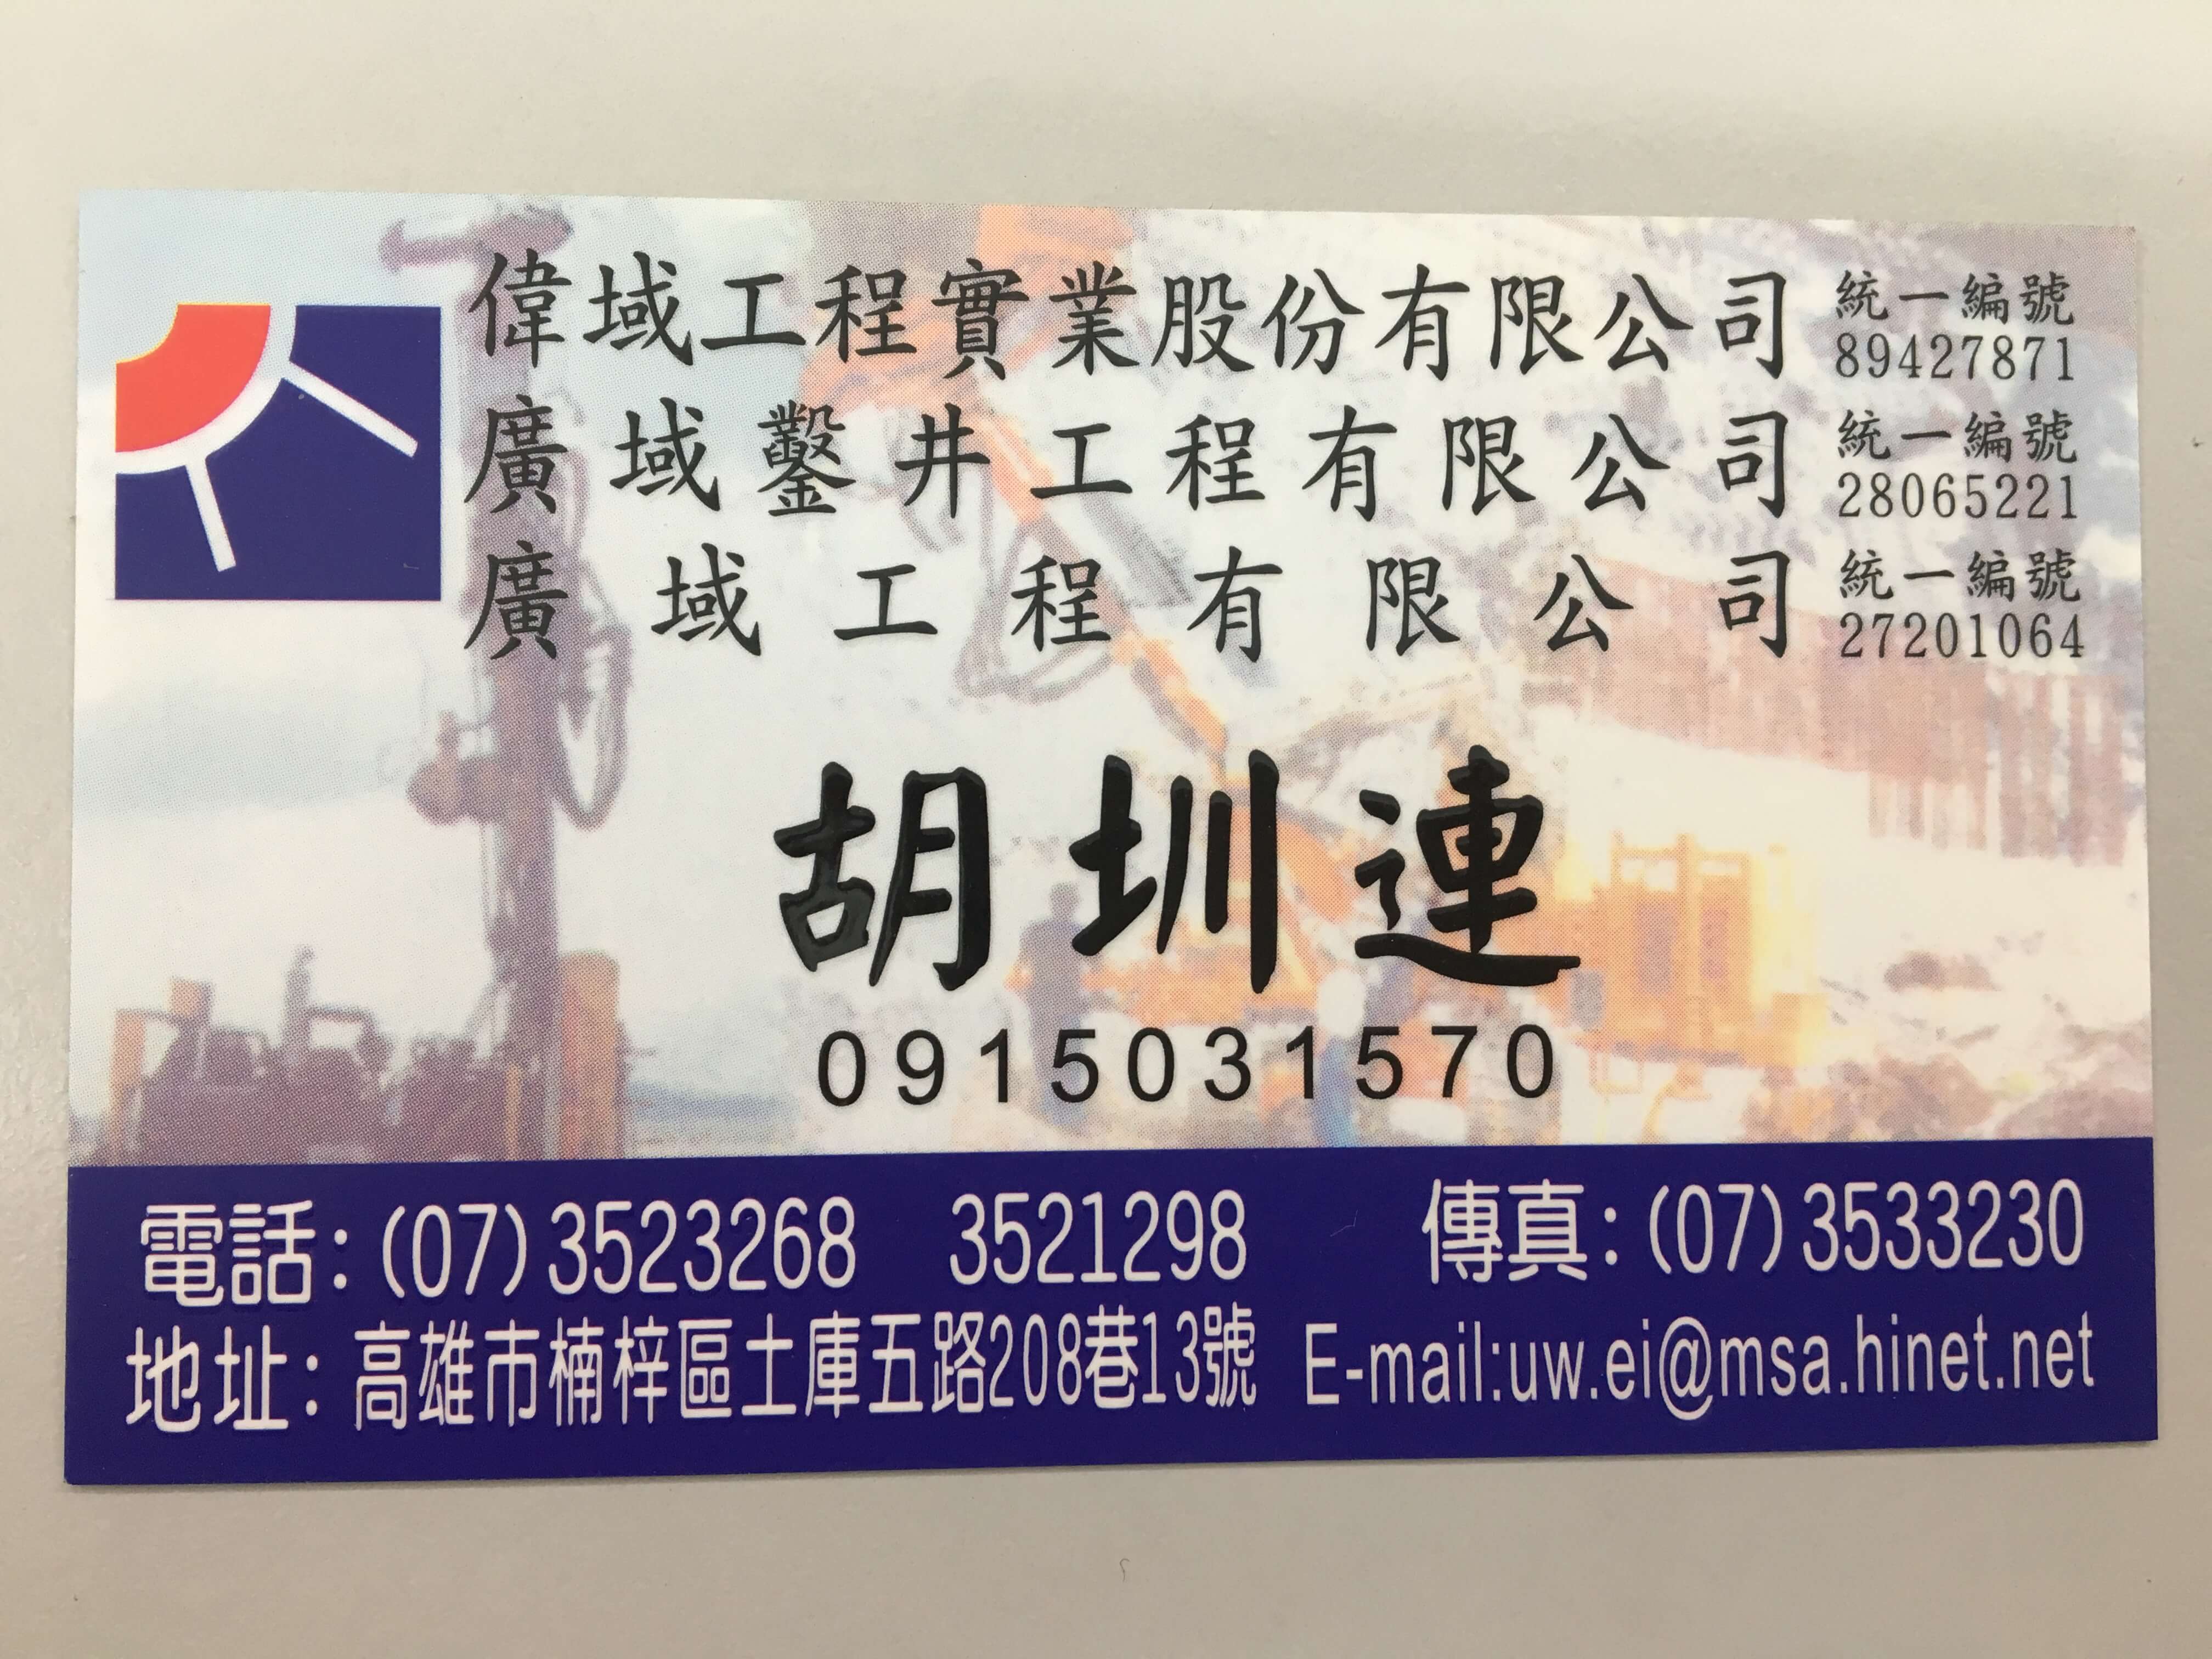 偉域工程實業股份有限公司 統一編號 89427871
廣域鑿井工程有限公司 統一編號 28065221
廣域工程有限公司 統一編號 27201064
胡圳連
0915031570
電話：(07)3523268 3521298 傳真：(07)3533230
地址：高雄市楠梓區土庫五路208巷13號 E-mail:uw.ei@msa.hinet.net